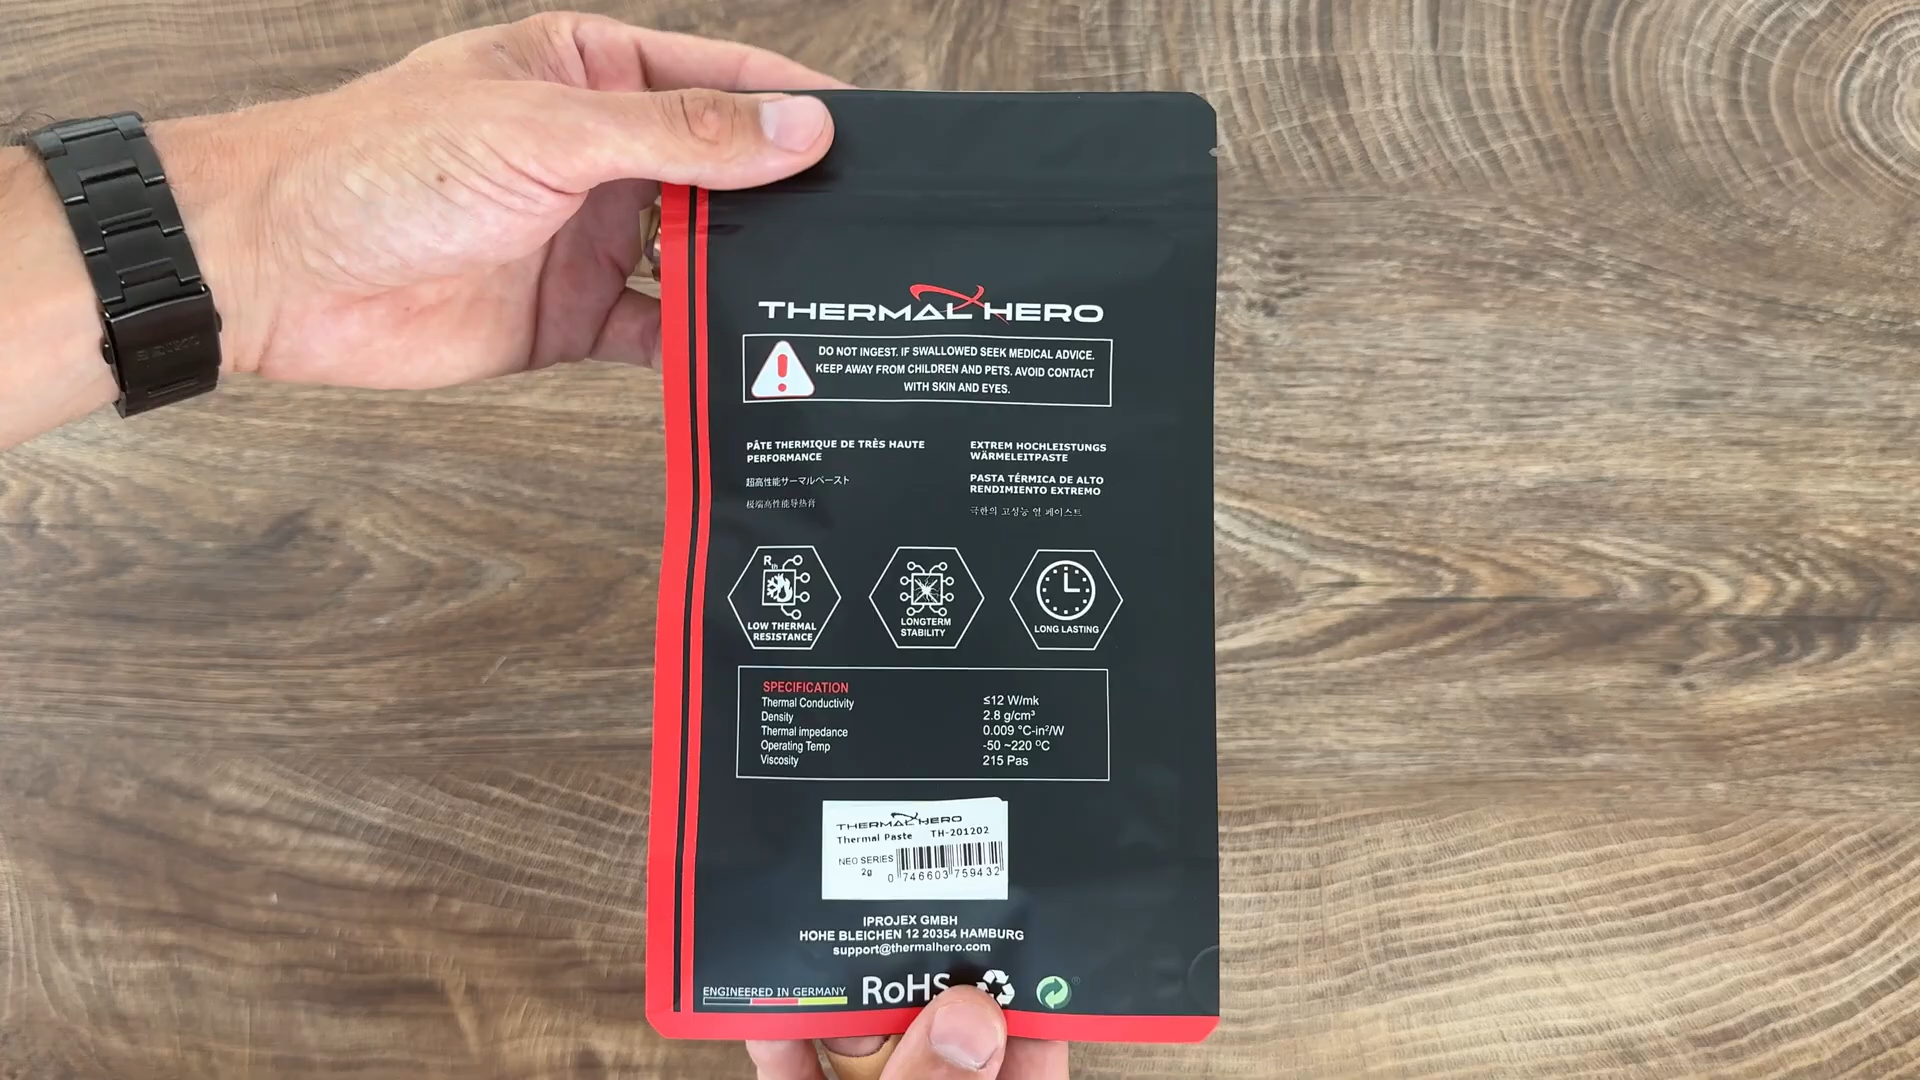 THERMAL HERO
DO NOT INGEST. IF SWALLOWED SEEK MEDICAL ADVICE.
KEEP AWAY FROM CHILDREN AND PETS. AVOID CONTACT
WITH SKIN AND EYES.
PÂTE THERMIQUE DE TRÈS HAUTE
PERFORMANCE
超高性能サーマルペースト
极端高性能导热膏
EXTREM HOCHLEISTUNGS
WÄRMELEITPASTE
PASTA TÉRMICA DE ALTO
RENDIMIENTO EXTREMO
극한의 고성능 열 페이스트
Rth
LOW THERMAL
RESISTANCE
LONGTERM
STABILITY
LONG LASTING
SPECIFICATION
Thermal Conductivity ≤12 W/mk
Density 2.8 g/cm³
Thermal impedance 0.009 °C-in²/W
Operating Temp -50 ~220 °C
Viscosity 215 Pas
THERMAL HERO
Thermal Paste TH-201202
NEO SERIES
2g
0 746603 759432
IPROJEX GMBH
HOHE BLEICHEN 12 20354 HAMBURG
support@thermalhero.com
ENGINEERED IN GERMANY
RoHS